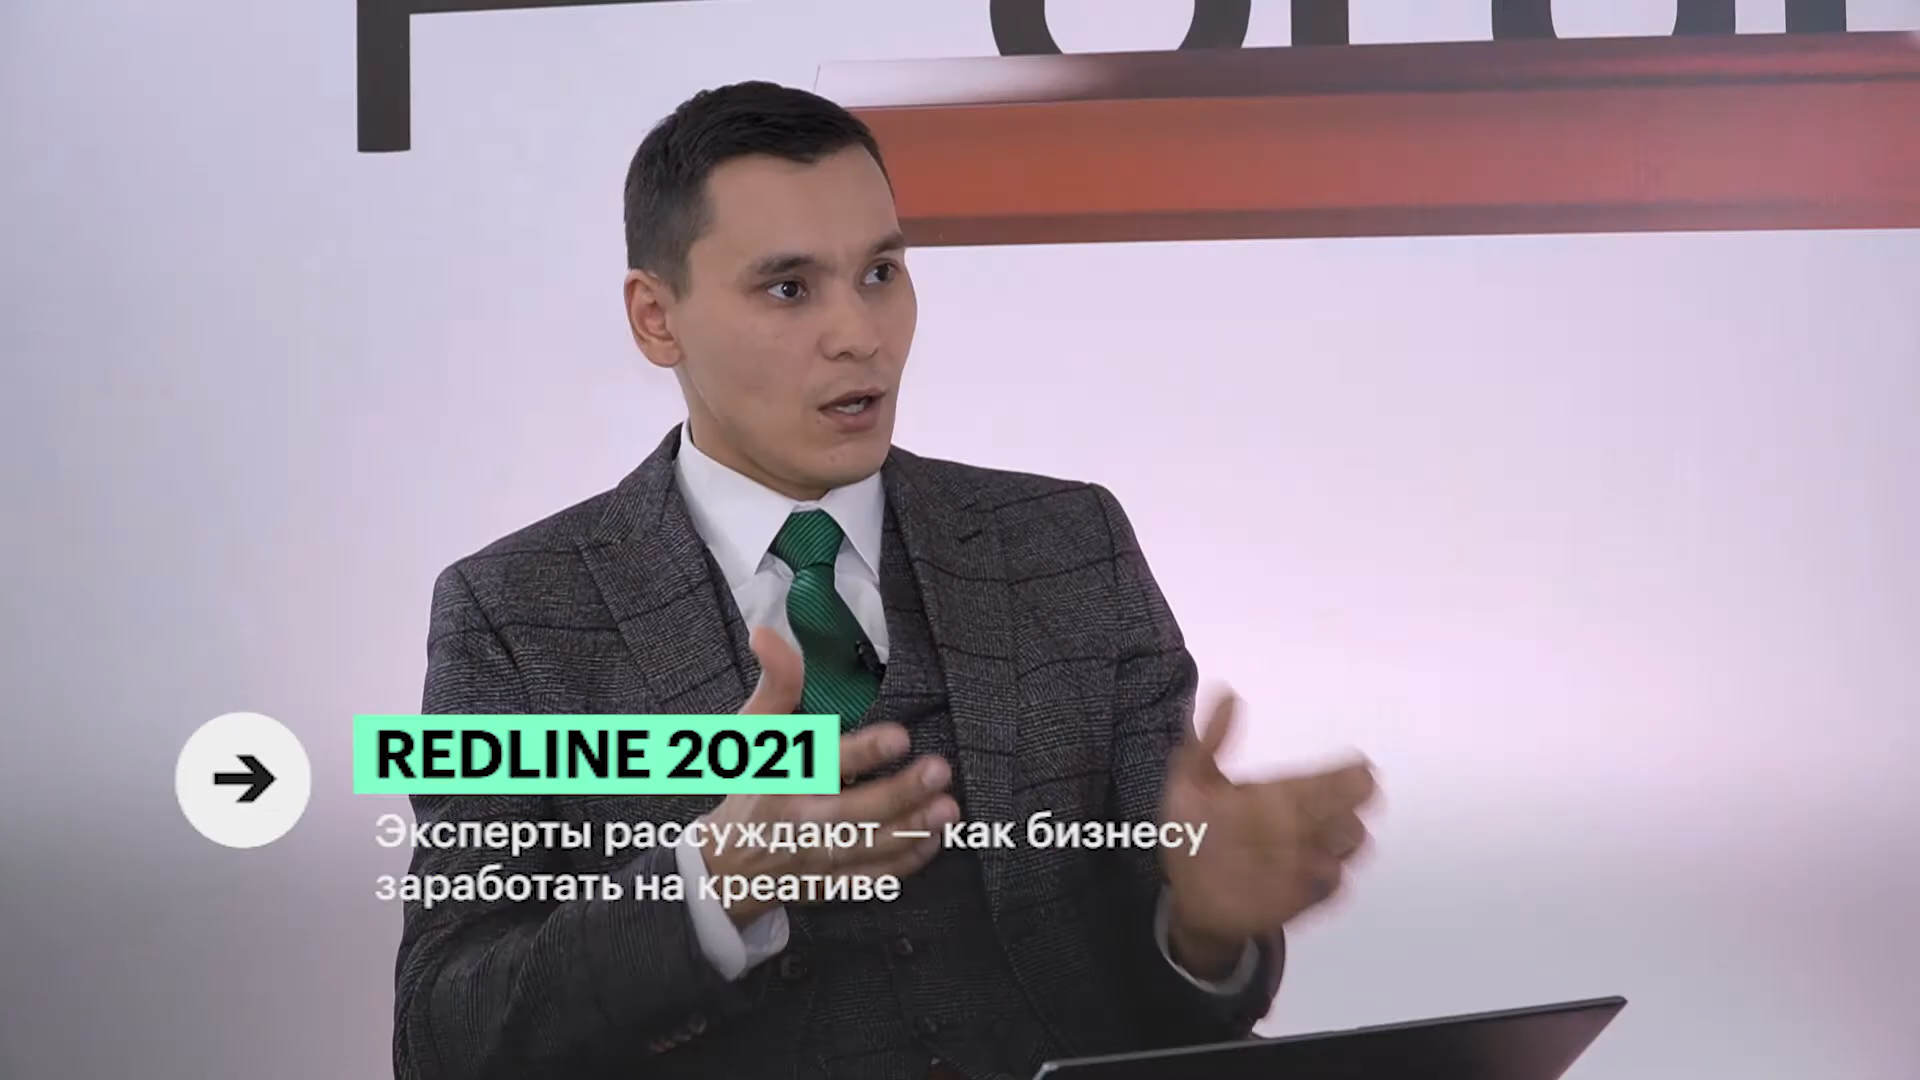 REDLINE 2021
Эксперты рассуждают — как бизнесу
заработать на креативе